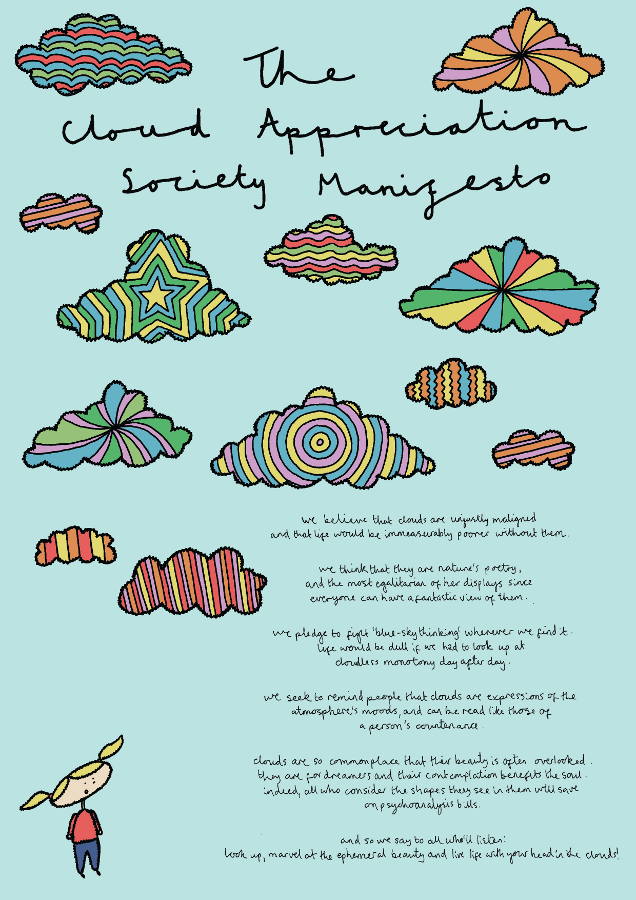 The
Cloud Appreciation
Society Manifesto
we believe that clouds are unjustly maligned
and that life would be immeasurably poorer without them.
we think that they are nature's poetry,
and the most egalitarian of her displays since
everyone can have a fantastic view of them.
we pledge to fight 'blue-sky thinking' wherever we find it.
life would be dull if we had to look up at
cloudless monotony day after day.
we seek to remind people that clouds are expressions of the
atmosphere's moods, and can be read like those of
a person's countenance.
clouds are so commonplace that their beauty is often overlooked.
they are for dreamers and their contemplation benefits the soul.
indeed, all who consider the shapes they see in them will save
on psychoanalysis bills.
and so we say to all who'll listen:
look up, marvel at the ephemeral beauty and live life with your head in the clouds!